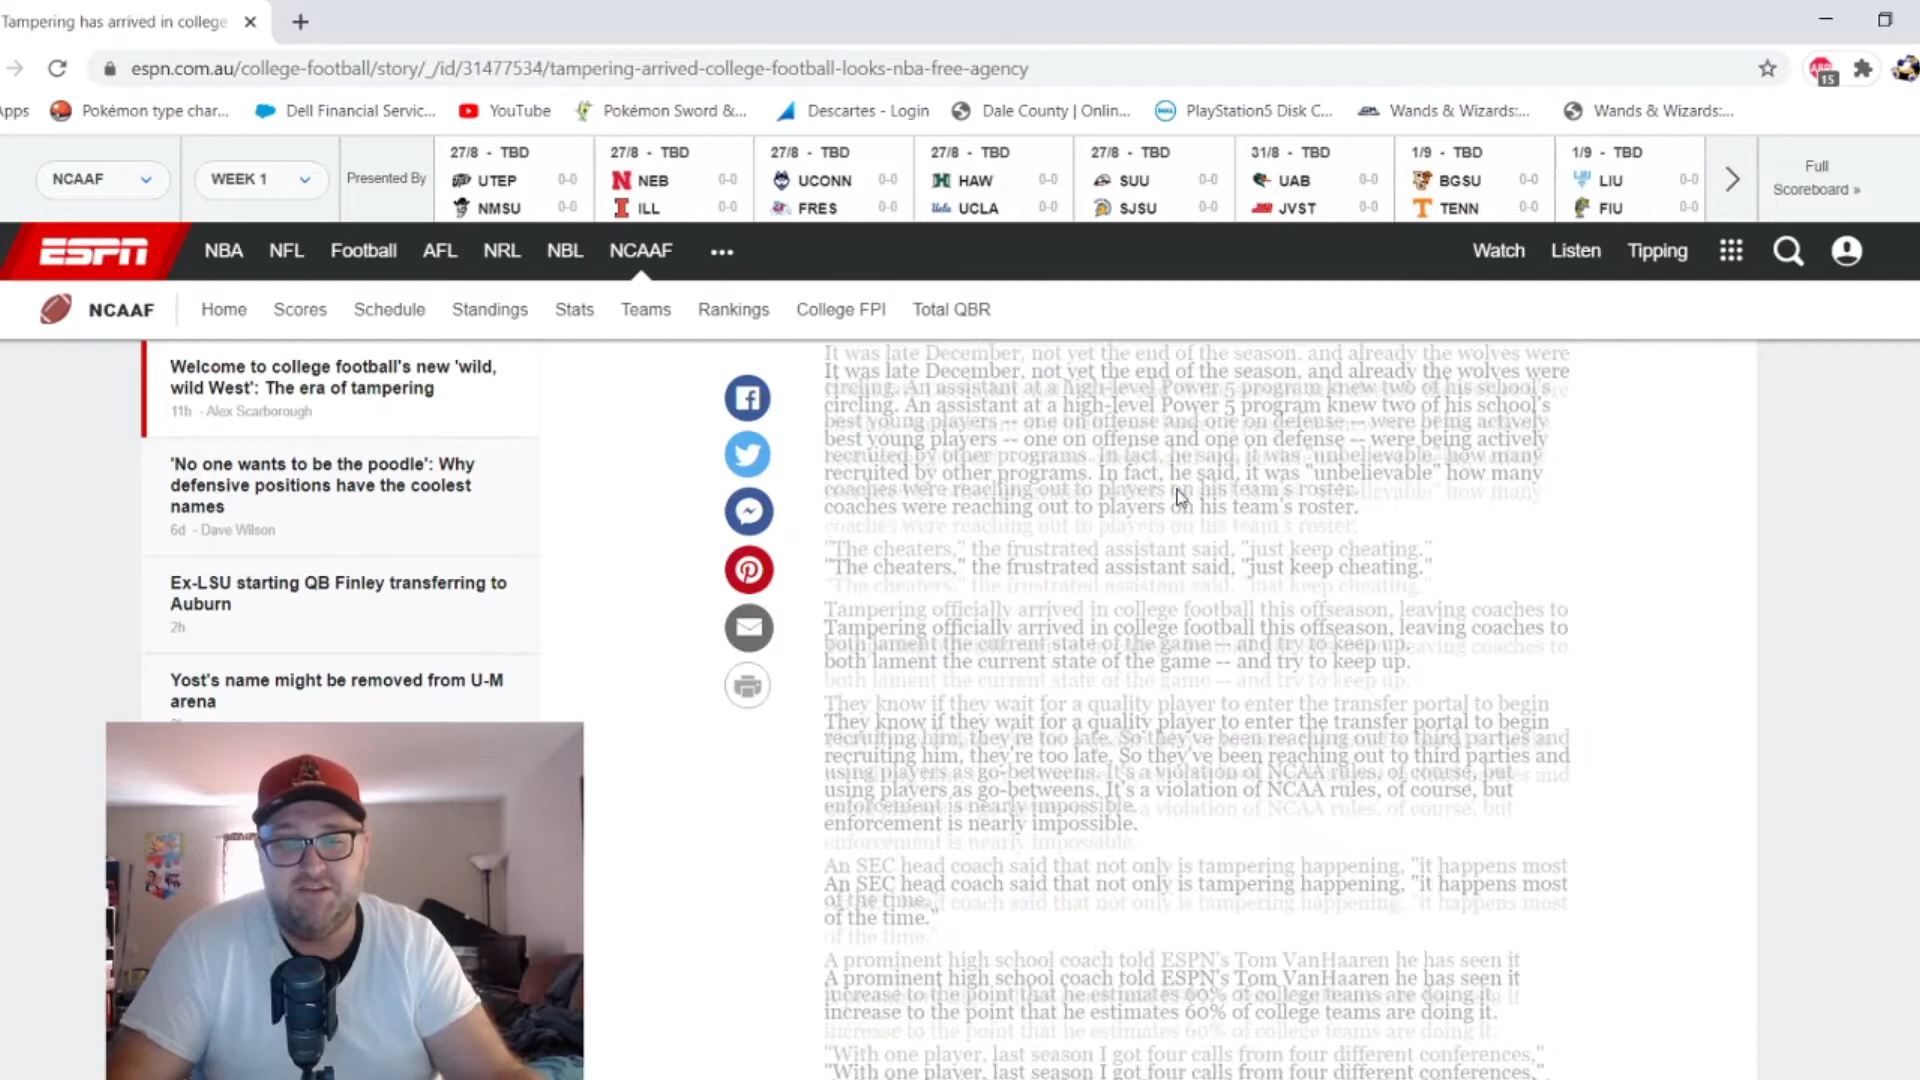 Tampering has arrived in college
espn.com.au/college-football/story/_/id/31477534/tampering-arrived-college-football-looks-nba-free-agency
ABP
15
Apps
Pokémon type char...
Dell Financial Servic...
YouTube
Pokémon Sword &...
Descartes - Login
Dale County | Onlin...
PlayStation5 Disk C...
Wands & Wizards:...
Wands & Wizards:...
NCAAF
WEEK 1
Presented By
27/8 - TBD
UTEP 0-0
NMSU 0-0
27/8 - TBD
NEB 0-0
ILL 0-0
27/8 - TBD
UCONN 0-0
FRES 0-0
27/8 - TBD
HAW 0-0
UCLA 0-0
27/8 - TBD
SUU 0-0
SJSU 0-0
31/8 - TBD
UAB 0-0
JVST 0-0
1/9 - TBD
BGSU 0-0
TENN 0-0
1/9 - TBD
LIU 0-0
FIU 0-0
Full
Scoreboard »
ESPN
NBA NFL Football AFL NRL NBL NCAAF
Watch Listen Tipping
NCAAF Home Scores Schedule Standings Stats Teams Rankings College FPI Total QBR
Welcome to college football's new 'wild,
wild West': The era of tampering
11h - Alex Scarborough
'No one wants to be the poodle': Why
defensive positions have the coolest
names
6d - Dave Wilson
Ex-LSU starting QB Finley transferring to
Auburn
2h
Yost's name might be removed from U-M
arena
It was late December, not yet the end of the season, and already the wolves were
circling. An assistant at a high-level Power 5 program knew two of his school's
best young players -- one on offense and one on defense -- were being actively
recruited by other programs. In fact, he said, it was "unbelievable" how many
coaches were reaching out to players on his team's roster.
"The cheaters," the frustrated assistant said, "just keep cheating."
Tampering officially arrived in college football this offseason, leaving coaches to
both lament the current state of the game -- and try to keep up.
They know if they wait for a quality player to enter the transfer portal to begin
recruiting him, they're too late. So they've been reaching out to third parties and
using players as go-betweens. It's a violation of NCAA rules, of course, but
enforcement is nearly impossible.
An SEC head coach said that not only is tampering happening, "it happens most
of the time."
A prominent high school coach told ESPN's Tom VanHaaren he has seen it
increase to the point that he estimates 60% of college teams are doing it.
"With one player, last season I got four calls from four different conferences,"